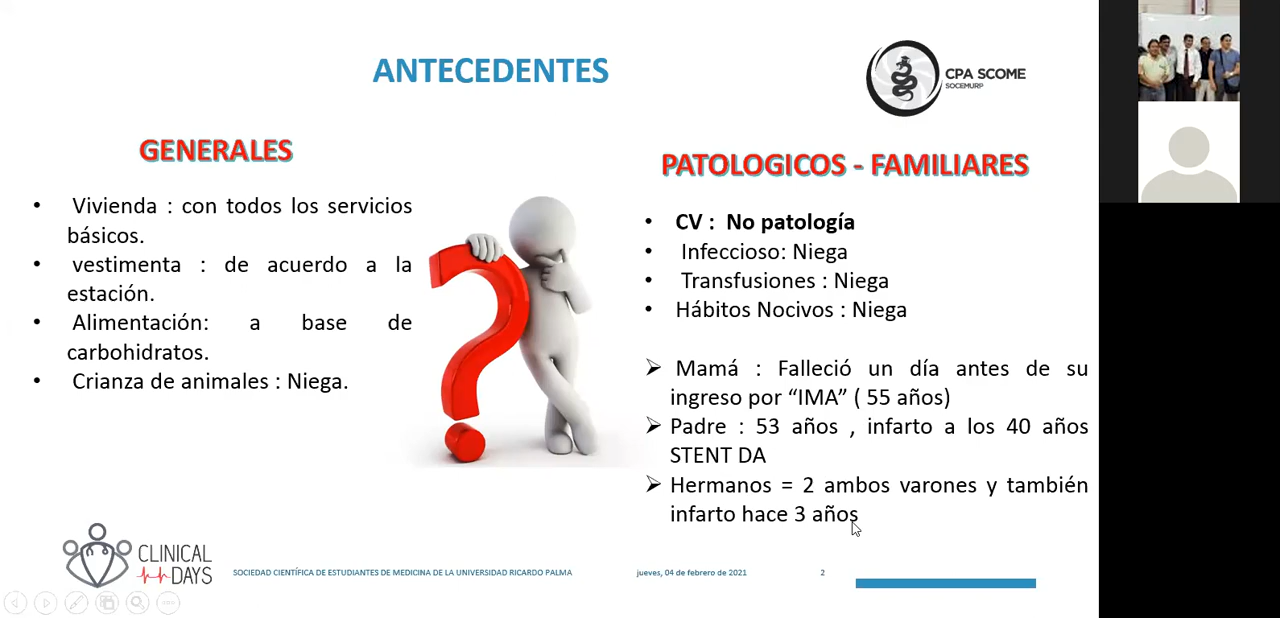 ANTECEDENTES
CPA SCOME
SOCEMURP
GENERALES
• Vivienda : con todos los servicios
básicos.
• vestimenta : de acuerdo a la
estación.
• Alimentación: a base de
carbohidratos.
• Crianza de animales : Niega.
PATOLOGICOS - FAMILIARES
• CV : No patología
• Infeccioso: Niega
• Transfusiones : Niega
• Hábitos Nocivos : Niega
➢ Mamá : Falleció un día antes de su
ingreso por “IMA” ( 55 años)
➢ Padre : 53 años , infarto a los 40 años
STENT DA
➢ Hermanos = 2 ambos varones y también
infarto hace 3 años
CLINICAL
DAYS
SOCIEDAD CIENTÍFICA DE ESTUDIANTES DE MEDICINA DE LA UNIVERSIDAD RICARDO PALMA
jueves, 04 de febrero de 2021
2